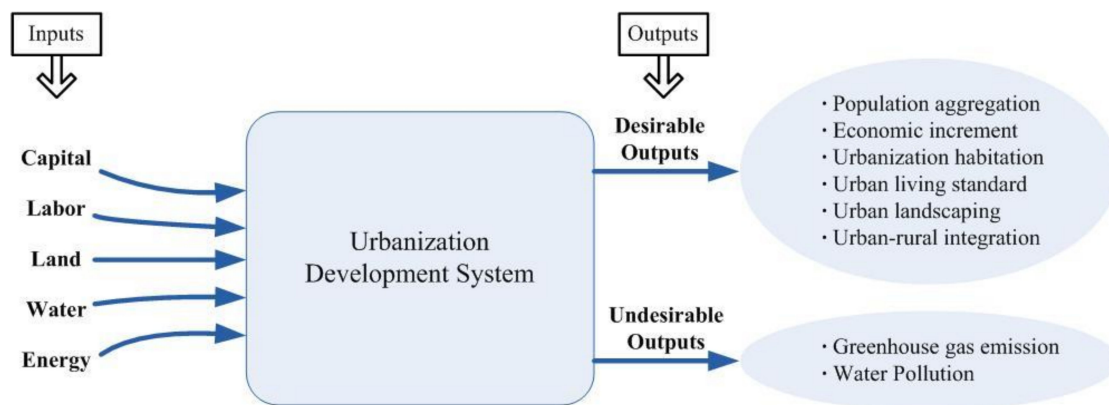 Inputs
Outputs
Capital
Labor
Land
Water
Energy
Urbanization
Development System
Desirable
Outputs
· Population aggregation
· Economic increment
· Urbanization habitation
· Urban living standard
· Urban landscaping
· Urban-rural integration
Undesirable
Outputs
· Greenhouse gas emission
· Water Pollution